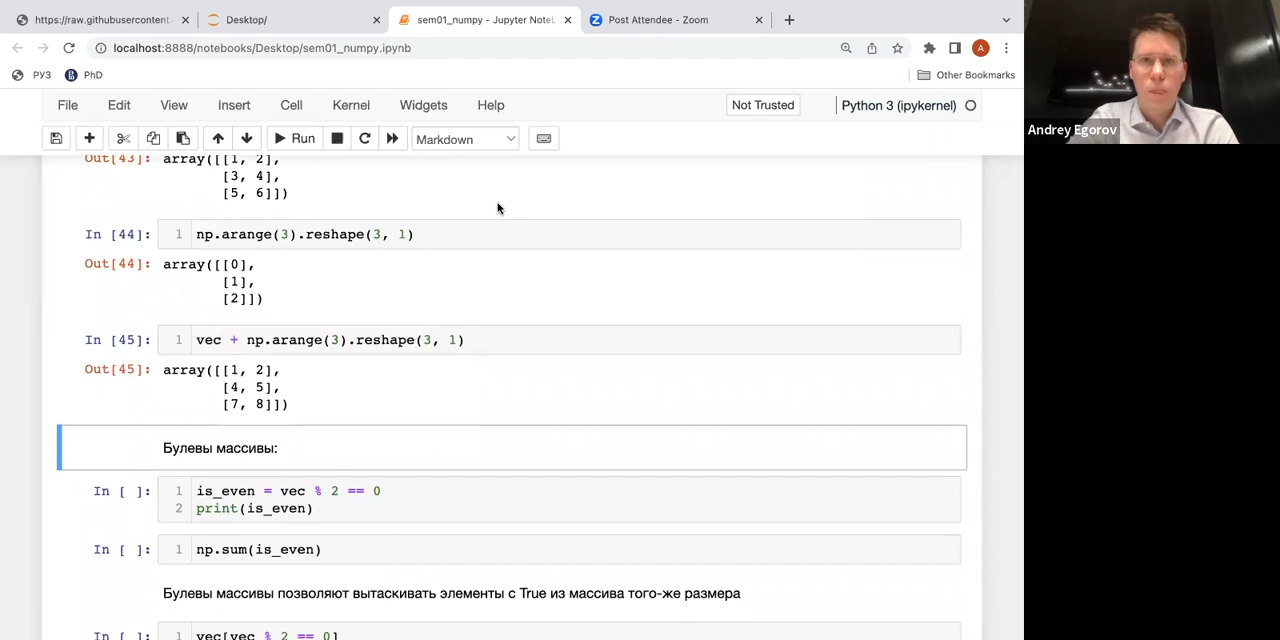 https://raw.githubusercontent.
Desktop/
sem01_numpy - Jupyter Note
Post Attendee - Zoom
localhost:8888/notebooks/Desktop/sem01_numpy.ipynb
A
РУЗ
PhD
Other Bookmarks
File Edit View Insert Cell Kernel Widgets Help
Not Trusted
Python 3 (ipykernel)
Run
Markdown
Andrey Egorov
Out[43]: array([[1, 2],
[3, 4],
[5, 6]])
In [44]: 1 np.arange(3).reshape(3, 1)
Out[44]: array([[0],
[1],
[2]])
In [45]: 1 vec + np.arange(3).reshape(3, 1)
Out[45]: array([[1, 2],
[4, 5],
[7, 8]])
Булевы массивы:
In [ ]: 1 is_even = vec % 2 == 0
2 print(is_even)
In [ ]: 1 np.sum(is_even)
Булевы массивы позволяют вытаскивать элементы с True из массива того-же размера
In [ ]: 1 vec[vec % 2 == 0]